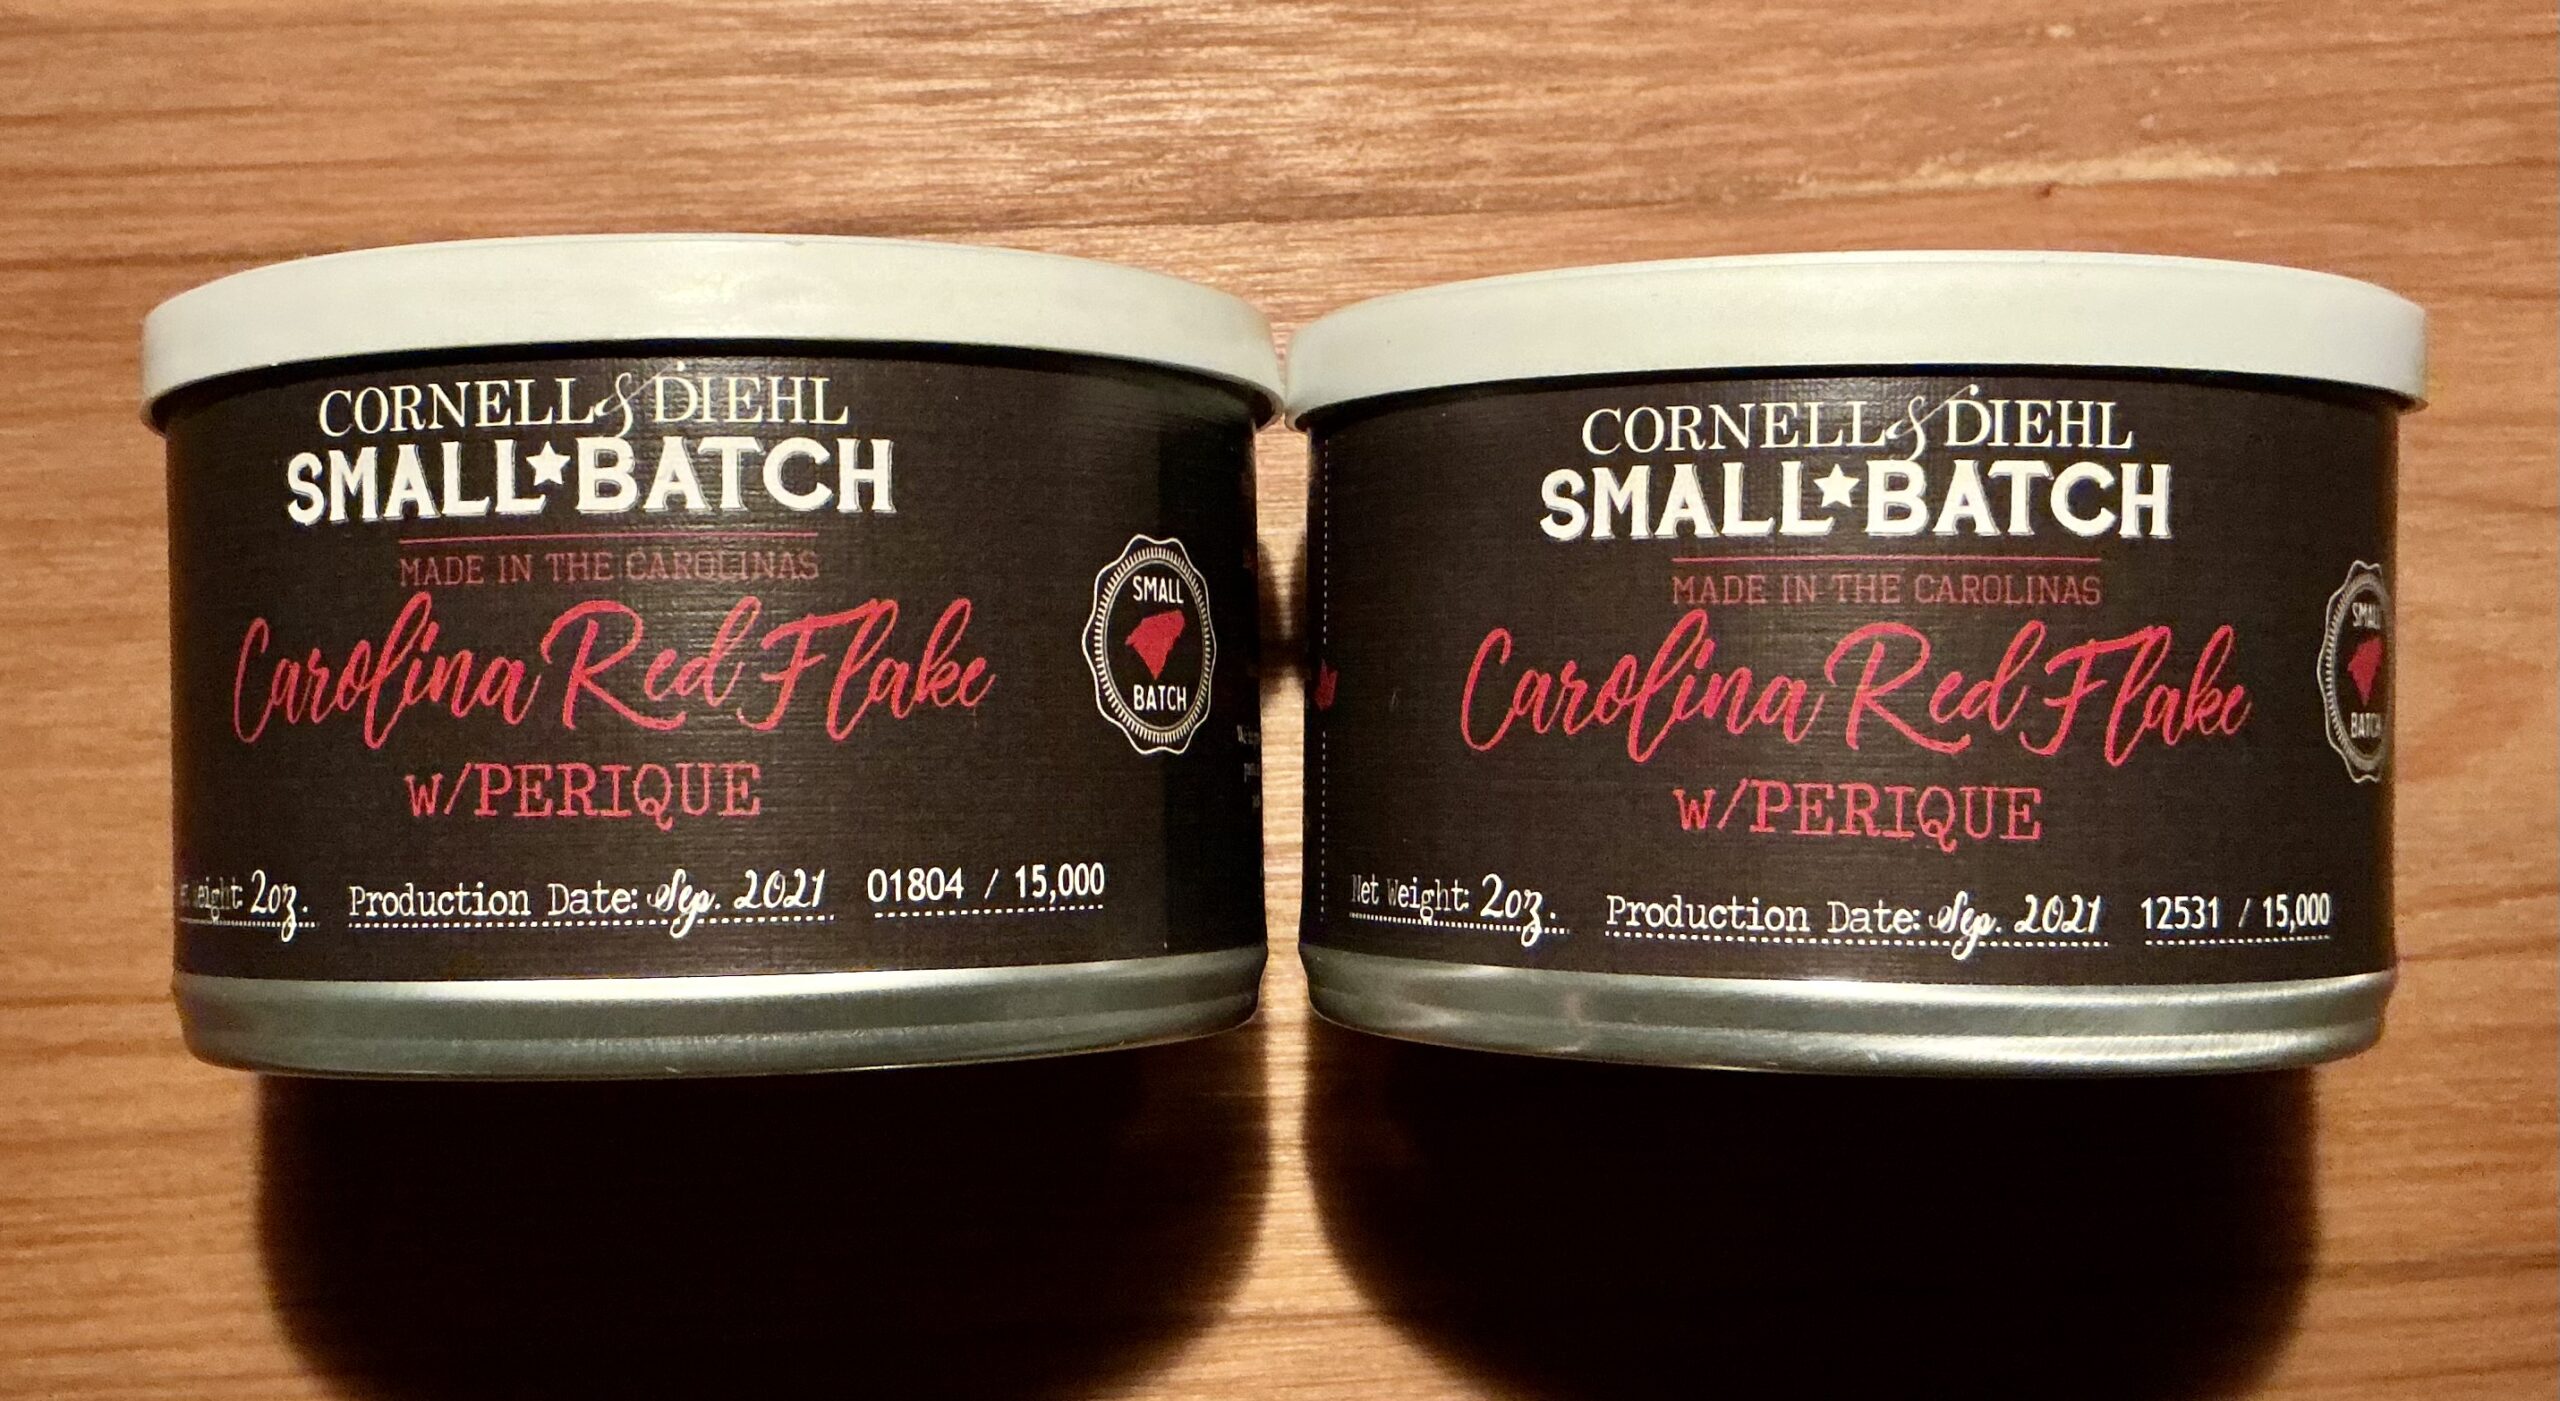 CORNELL & DIEHL
SMALL★BATCH
MADE IN THE CAROLINAS
Carolina Red Flake
w/PERIQUE
2oz. Production Date: Sep. 2021 01804 / 15,000
SMALL
BATCH
CORNELL & DIEHL
SMALL★BATCH
MADE IN THE CAROLINAS
Carolina Red Flake
w/PERIQUE
Net Weight: 2oz. Production Date: Sep. 2021 12531 / 15,000
SMALL
BATCH